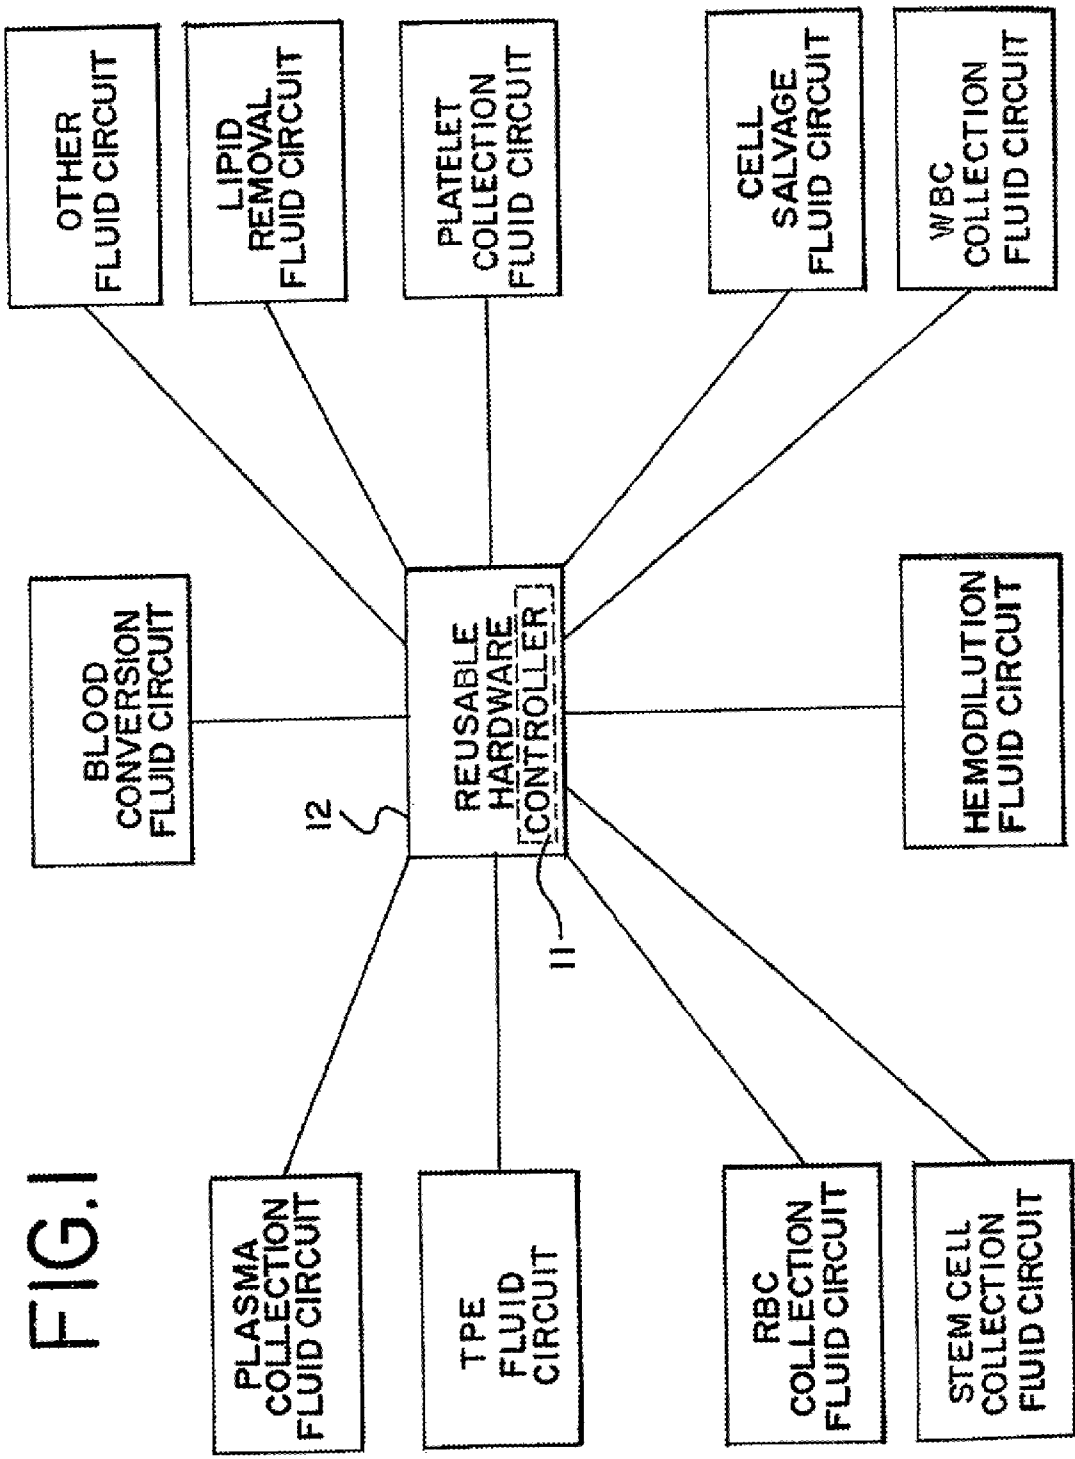 FIG.1
BLOOD
CONVERSION
FLUID CIRCUIT
OTHER
FLUID CIRCUIT
PLASMA
COLLECTION
FLUID CIRCUIT
LIPID
REMOVAL
FLUID CIRCUIT
12
TPE
FLUID
CIRCUIT
REUSABLE
HARDWARE
CONTROLLER
11
PLATELET
COLLECTION
FLUID CIRCUIT
RBC
COLLECTION
FLUID CIRCUIT
CELL
SALVAGE
FLUID CIRCUIT
STEM CELL
COLLECTION
FLUID CIRCUIT
HEMODILUTION
FLUID CIRCUIT
WBC
COLLECTION
FLUID CIRCUIT